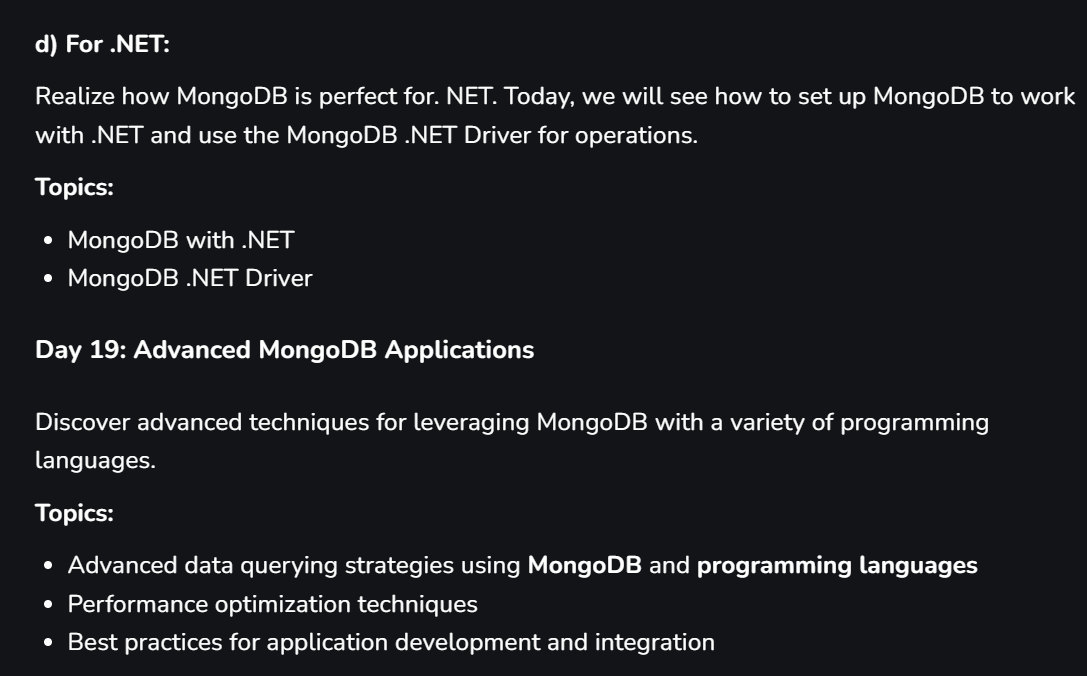 d) For .NET:
Realize how MongoDB is perfect for. NET. Today, we will see how to set up MongoDB to work
with .NET and use the MongoDB .NET Driver for operations.
Topics:
• MongoDB with .NET
• MongoDB .NET Driver
Day 19: Advanced MongoDB Applications
Discover advanced techniques for leveraging MongoDB with a variety of programming
languages.
Topics:
• Advanced data querying strategies using MongoDB and programming languages
• Performance optimization techniques
• Best practices for application development and integration